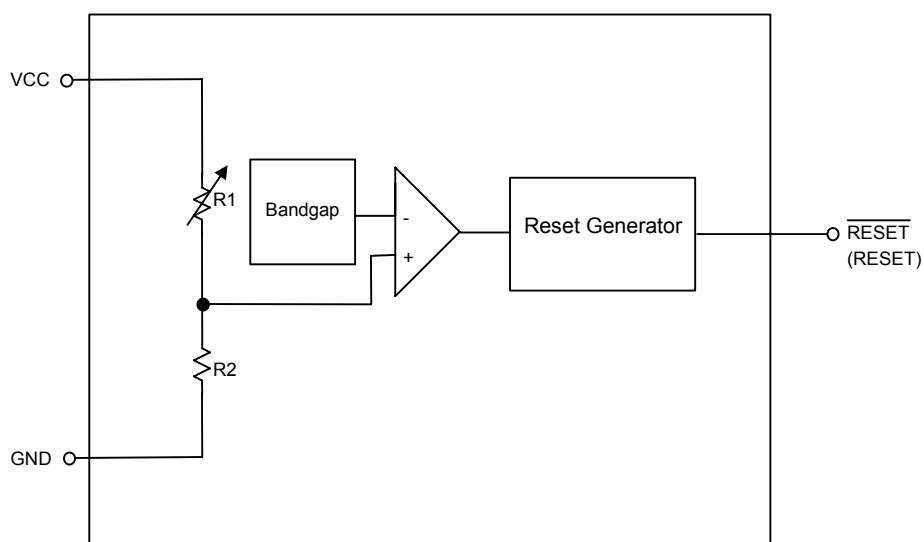 VCC
R1
Bandgap
-
+
Reset Generator
RESET
(RESET)
R2
GND